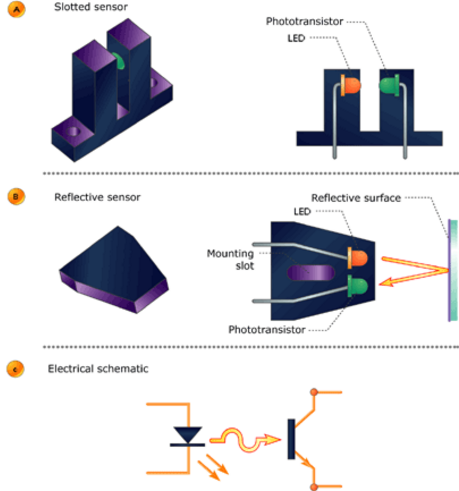 A
Slotted sensor
Phototransistor
LED
B
Reflective sensor
Reflective surface
LED
Mounting
slot
Phototransistor
c
Electrical schematic